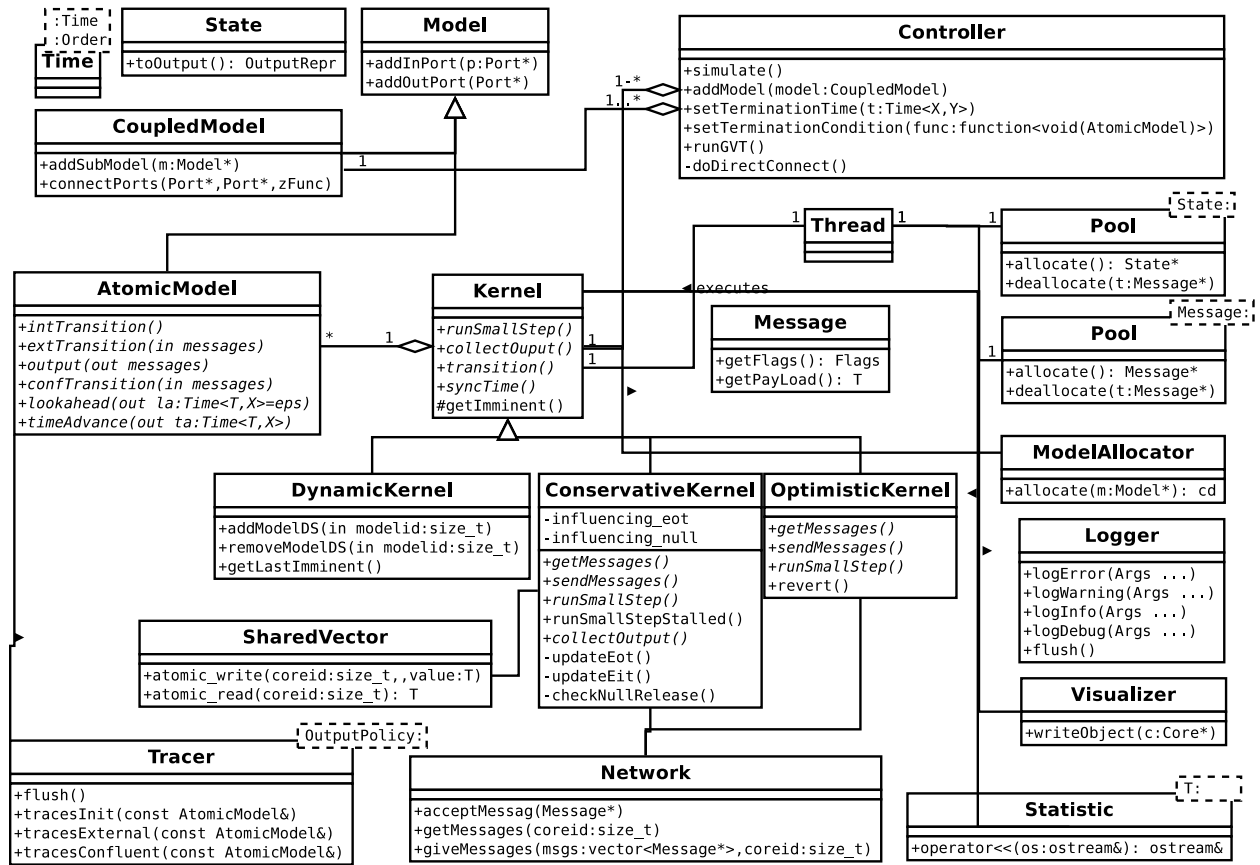 :Time
:Order
Time
State
+toOutput(): OutputRepr
Model
+addInPort(p:Port*)
+addOutPort(Port*)
Controller
+simulate()
+addModel(model:CoupledModel)
+setTerminationTime(t:Time<X,Y>)
+setTerminationCondition(func:function<void(AtomicModel)>)
+runGVT()
-doDirectConnect()
1-*
1..*
CoupledModel
+addSubModel(m:Model*)
+connectPorts(Port*,Port*,zFunc)
1
1
Thread
1
1
State:
Pool
+allocate(): State*
+deallocate(t:Message*)
AtomicModel
+intTransition()
+extTransition(in messages)
+output(out messages)
+confTransition(in messages)
+lookahead(out la:Time<T,X>=eps)
+timeAdvance(out ta:Time<T,X>)
*
1
Kernel
+runSmallStep()
+collectOuput()
+transition()
+syncTime()
#getImminent()
1
1
executes
Message
+getFlags(): Flags
+getPayLoad(): T
1
Message:
Pool
+allocate(): Message*
+deallocate(t:Message*)
ModelAllocator
+allocate(m:Model*): cd
DynamicKernel
+addModelDS(in modelid:size_t)
+removeModelDS(in modelid:size_t)
+getLastImminent()
ConservativeKernel
-influencing_eot
-influencing_null
+getMessages()
+sendMessages()
+runSmallStep()
+runSmallStepStalled()
+collectOutput()
-updateEot()
-updateEit()
-checkNullRelease()
OptimisticKernel
+getMessages()
+sendMessages()
+runSmallStep()
+revert()
Logger
+logError(Args ...)
+logWarning(Args ...)
+logInfo(Args ...)
+logDebug(Args ...)
+flush()
SharedVector
+atomic_write(coreid:size_t,,value:T)
+atomic_read(coreid:size_t): T
Visualizer
+writeObject(c:Core*)
OutputPolicy:
Tracer
+flush()
+tracesInit(const AtomicModel&)
+tracesExternal(const AtomicModel&)
+tracesConfluent(const AtomicModel&)
Network
+acceptMessag(Message*)
+getMessages(coreid:size_t)
+giveMessages(msgs:vector<Message*>,coreid:size_t)
T:
Statistic
+operator<<(os:ostream&): ostream&